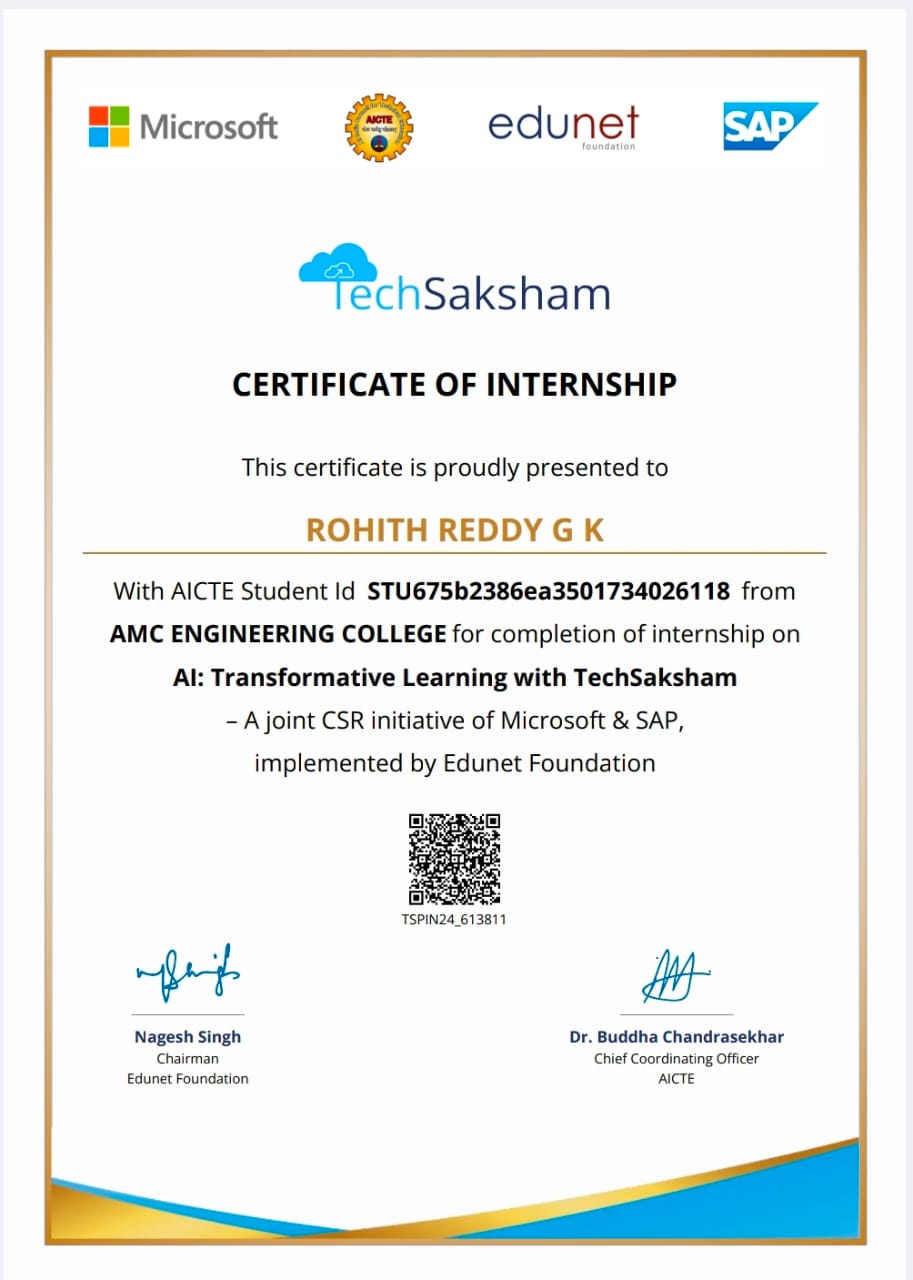 Microsoft
AICTE
edunet
foundation
SAP
TechSaksham
CERTIFICATE OF INTERNSHIP
This certificate is proudly presented to
ROHITH REDDY G K
With AICTE Student Id STU675b2386ea3501734026118 from
AMC ENGINEERING COLLEGE for completion of internship on
AI: Transformative Learning with TechSaksham
– A joint CSR initiative of Microsoft & SAP,
implemented by Edunet Foundation
TSPIN24_613811
Nagesh Singh
Chairman
Edunet Foundation
Dr. Buddha Chandrasekhar
Chief Coordinating Officer
AICTE